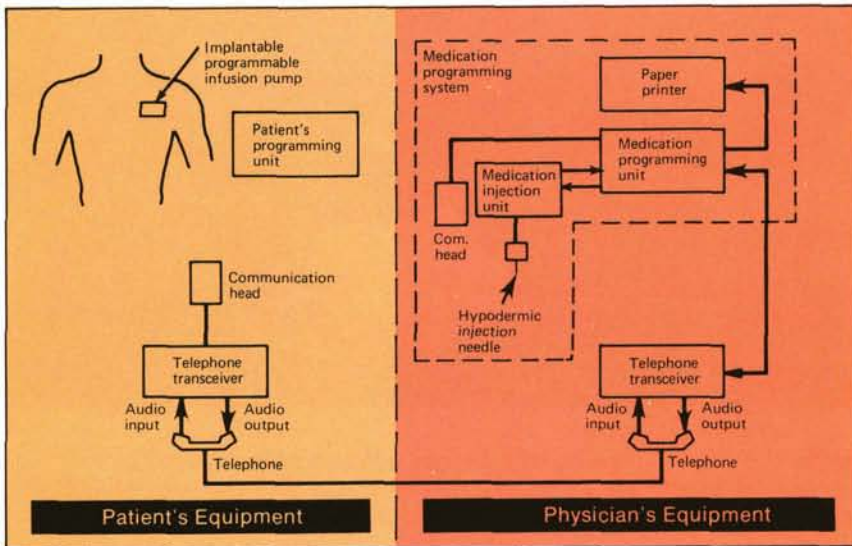 Implantable
programmable
infusion pump
Patient's
programming
unit
Communication
head
Telephone
transceiver
Audio
input
Audio
output
Telephone
Patient's Equipment
Medication
programming
system
Paper
printer
Medication
programming
unit
Medication
injection
unit
Com.
head
Hypodermic
injection
needle
Telephone
transceiver
Audio
input
Audio
output
Telephone
Physician's Equipment